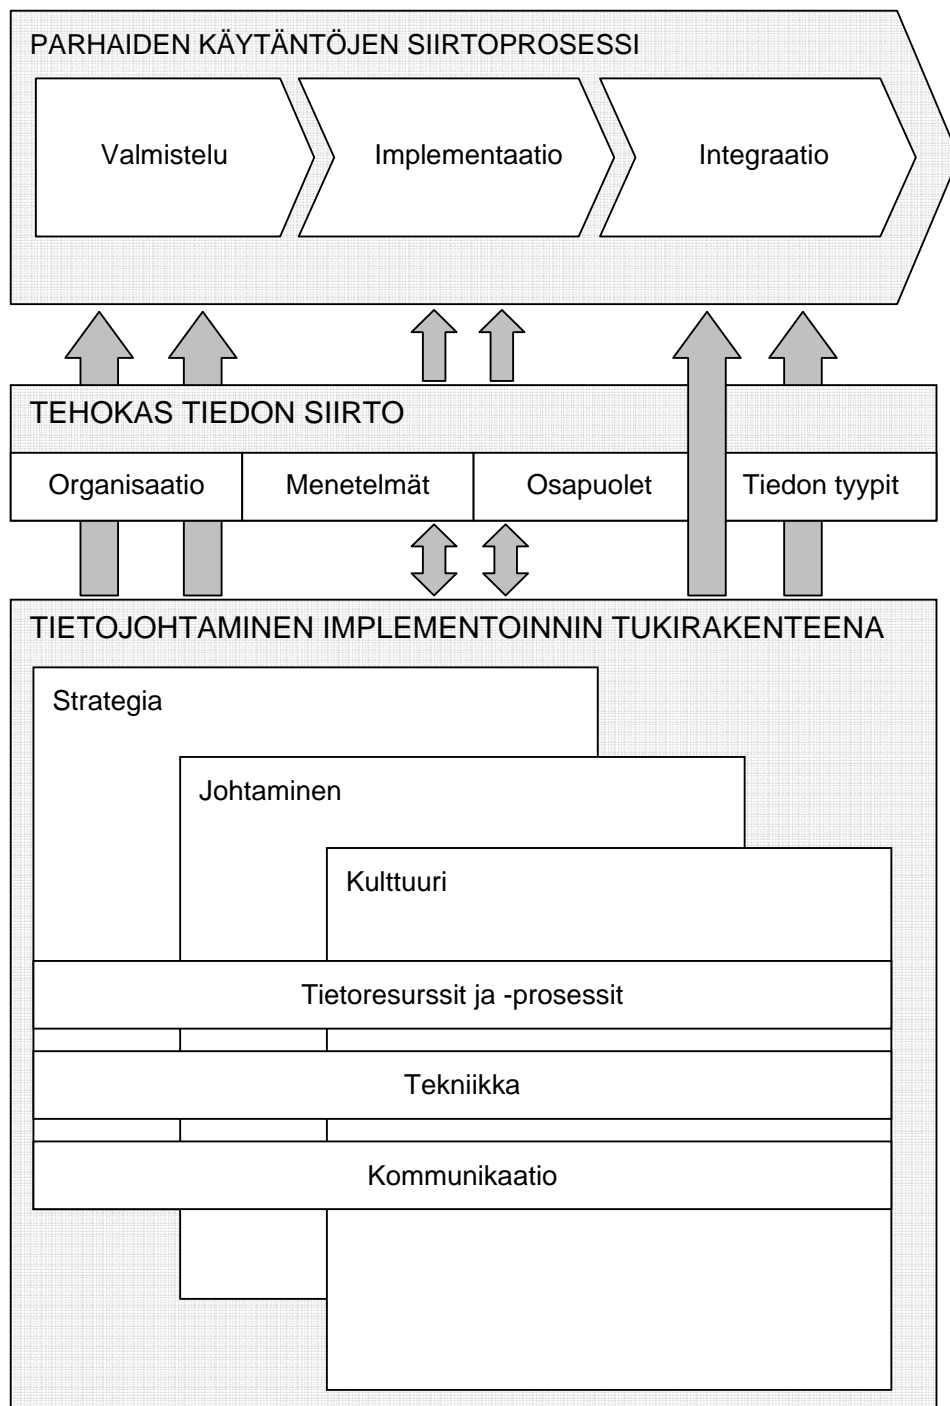 PARHAIDEN KÄYTÄNTÖJEN SIIRTOPROSESSI
Valmistelu
Implementaatio
Integraatio
TEHOKAS TIEDON SIIRTO
Organisaatio
Menetelmät
Osapuolet
Tiedon tyypit
TIETOJOHTAMINEN IMPLEMENTOINNIN TUKIRAKENTEENA
Strategia
Johtaminen
Kulttuuri
Tietoresurssit ja -prosessit
Tekniikka
Kommunikaatio